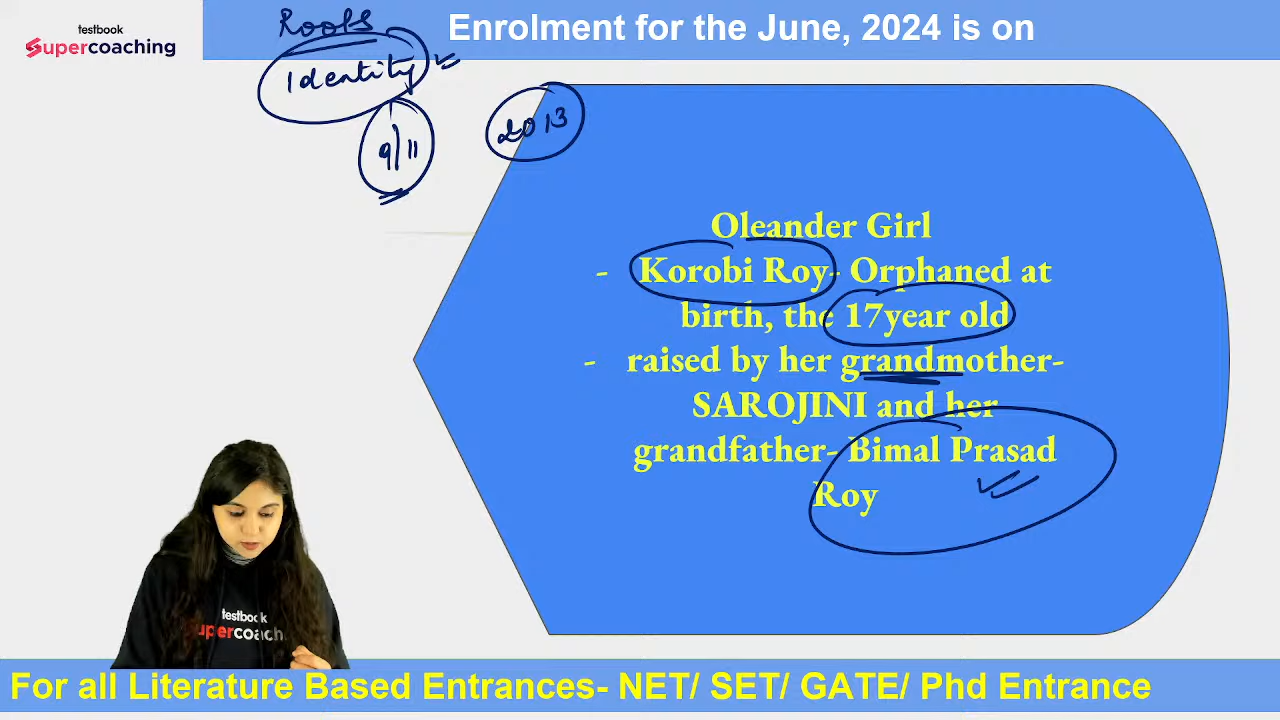 testbook
Supercoaching
Enrolment for the June, 2024 is on
Roots
Identity
9/11
2013
Oleander Girl
- Korobi Roy- Orphaned at
birth, the 17year old
- raised by her grandmother-
SAROJINI and her
grandfather- Bimal Prasad
Roy
testbook
Supercoachi
For all Literature Based Entrances- NET/ SET/ GATE/ Phd Entrance